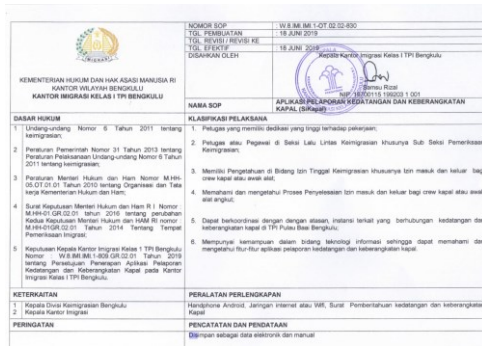 NOMOR SOP : W.8.IMI.IMI.1-OT.02.02-830
TGL. PEMBUATAN : 18 JUNI 2019
TGL. REVISI / REVISI KE :
TGL. EFEKTIF : 18 JUNI 2019
DISAHKAN OLEH : Kepala Kantor Imigrasi Kelas I TPI Bengkulu
IMIGRASI
KEMENTERIAN HUKUM DAN HAK ASASI MANUSIA RI
KANTOR WILAYAH BENGKULU
KANTOR IMIGRASI KELAS I TPI BENGKULU
Samsu Rizal
NIP.
NAMA SOP
APLIKASI PELAPORAN KEDATANGAN DAN KEBERANGKATAN
KAPAL (SiKapal)
DASAR HUKUM
1 Undang-undang Nomor 6 Tahun 2011 tentang
keimigrasian;
2 Peraturan Pemerintah Nomor 31 Tahun 2013 tentang
Peraturan Pelaksanaan Undang-undang Nomor 6 Tahun
2011 tentang keimigrasian;
3 Peraturan Menteri Hukum dan Ham Nomor M.HH-
05.OT.01.01 Tahun 2010 tentang Organisasi dan Tata
kerja Kementerian Hukum dan Ham;
4 Surat Keputusan Menteri Hukum dan Ham R I Nomor :
M.HH-01.GR.02.01 tahun 2016 tentang perubahan
Kedua Keputusan Menteri Hukum dan HAM RI nomor :
M.HH-01GR.02.01 Tahun 2014 Tentang Tempat
Pemeriksaan Imigrasi;
5 Keputusan Kepala Kantor Imigrasi Kelas I TPI Bengkulu
Nomor : W.8.IMI.IMI.1-809.GR.02.01 Tahun 2019
tentang Persetujuan Penerapan Aplikasi Pelaporan
Kedatangan dan Keberangkatan Kapal pada Kantor
Imigrasi Kelas I TPI Bengkulu.
KLASIFIKASI PELAKSANA
1. Petugas yang memiliki dedikasi yang tinggi terhadap pekerjaan;
2. Petugas atau Pegawai di Seksi Lalu Lintas Keimigrasian khususnya Sub Seksi Pemeriksaan
Keimigrasian;
3. Memiliki Pengetahuan di Bidang Izin Tinggal Keimigrasian khususnya Izin masuk dan keluar bagi
crew kapal atau awak alat;
4. Memahami dan mengetahui Proses Penyelesaian Izin masuk dan keluar bagi crew kapal atau awak
alat angkut;
5. Dapat berkordinasi dengan dengan atasan, instansi terkait yang berhubungan kedatangan dan
keberangkatan kapal di TPI Pulau Baai Bengkulu;
6. Mempunyai kemampuan dalam bidang teknologi informasi sehingga dapat memahami dan
mengetahui fitur-fitur aplikasi pelaporan kedatangan dan keberangkatan kapal.
KETERKAITAN
1 Kepala Divisi Keimigrasian Bengkulu
2 Kepala Kantor Imigrasi
PERALATAN PERLENGKAPAN
Handphone Android, Jaringan internet atau Wifi, Surat Pemberitahuan kedatangan dan keberangkatan
Kapal
PERINGATAN
PENCATATAN DAN PENDATAAN
Disimpan sebagai data elektronik dan manual